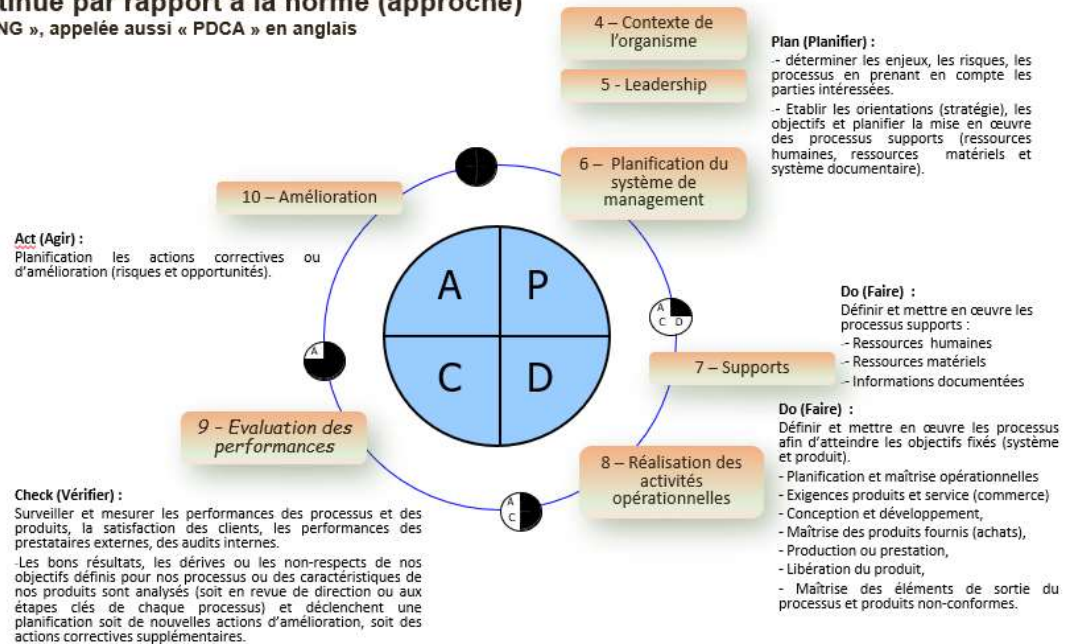 tinue par rapport à la norme (approche)
NG », appelée aussi « PDCA » en anglais
4 – Contexte de
l'organisme
5 - Leadership
Plan (Planifier) :
- déterminer les enjeux, les risques, les
processus en prenant en compte les
parties intéressées.
- Etablir les orientations (stratégie), les
objectifs et planifier la mise en œuvre
des processus supports (ressources
humaines, ressources matériels et
système documentaire).
6 – Planification du
système de
management
10 – Amélioration
Act (Agir) :
Planification les actions correctives ou
d'amélioration (risques et opportunités).
A P
C D
A
C D
A
A
C
Do (Faire) :
Définir et mettre en œuvre les
processus supports :
- Ressources humaines
- Ressources matériels
- Informations documentées
7 – Supports
Do (Faire) :
Définir et mettre en œuvre les processus
afin d'atteindre les objectifs fixés (système
et produit).
- Planification et maîtrise opérationnelles
- Exigences produits et service (commerce)
- Conception et développement,
- Maîtrise des produits fournis (achats),
- Production ou prestation,
- Libération du produit,
- Maîtrise des éléments de sortie du
processus et produits non-conformes.
8 – Réalisation des
activités
opérationnelles
9 - Evaluation des
performances
Check (Vérifier) :
Surveiller et mesurer les performances des processus et des
produits, la satisfaction des clients, les performances des
prestataires externes, des audits internes.
-Les bons résultats, les dérives ou les non-respects de nos
objectifs définis pour nos processus ou des caractéristiques de
nos produits sont analysés (soit en revue de direction ou aux
étapes clés de chaque processus) et déclenchent une
planification soit de nouvelles actions d'amélioration, soit des
actions correctives supplémentaires.